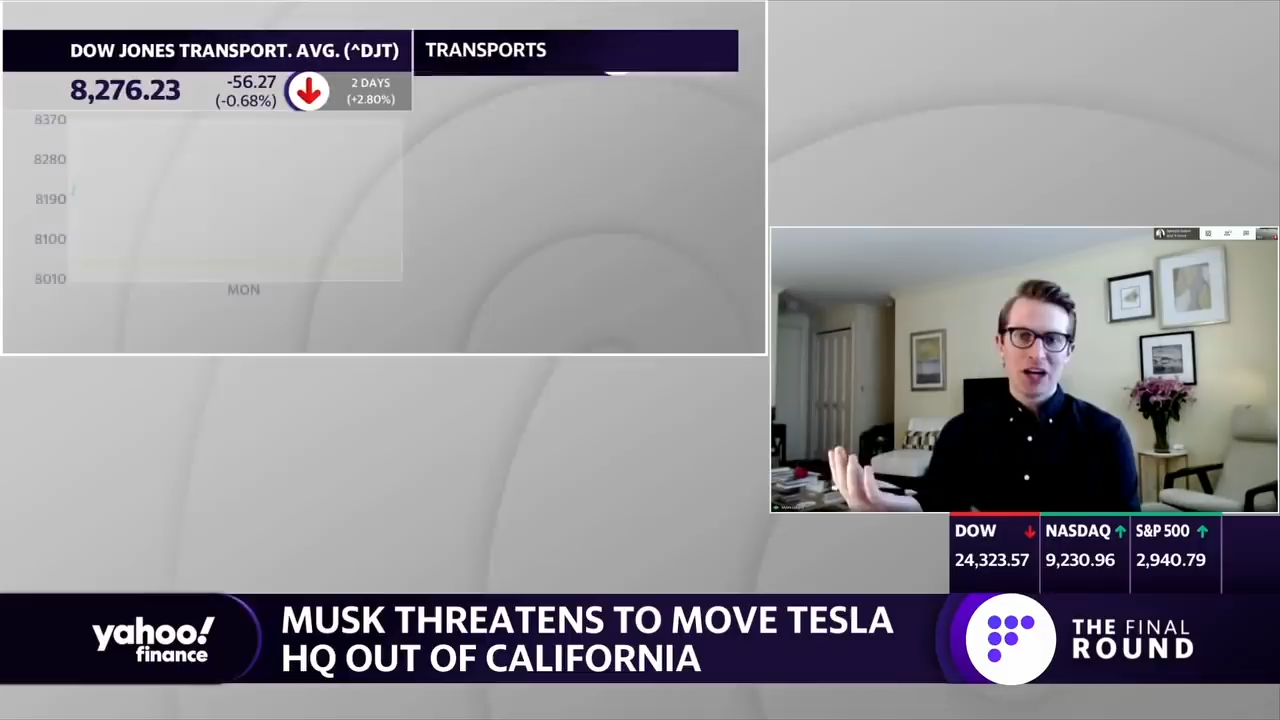 DOW JONES TRANSPORT. AVG. (^DJT)
TRANSPORTS
8,276.23
-56.27
(-0.68%)
2 DAYS
(+2.80%)
8370
8280
8190
8100
8010
MON
DOW
NASDAQ
S&P 500
24,323.57
9,230.96
2,940.79
yahoo!
finance
MUSK THREATENS TO MOVE TESLA
HQ OUT OF CALIFORNIA
THE FINAL
ROUND